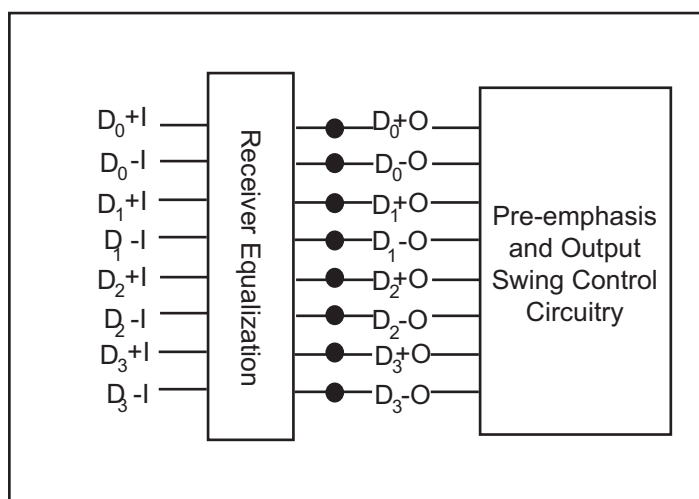 D0+I
D0-I
D1+I
D1-I
D2+I
D2-I
D3+I
D3-I
Receiver Equalization
D0+O
D0-O
D1+O
D1-O
D2+O
D2-O
D3+O
D3-O
Pre-emphasis
and Output
Swing Control
Circuitry